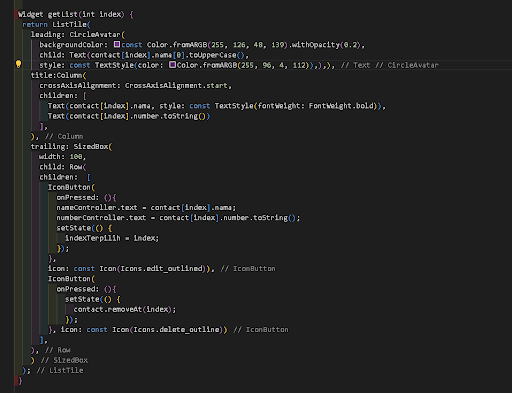 Widget getList(int index) {
return ListTile(
leading: CircleAvatar(
backgroundColor: const Color.fromARGB(255, 126, 48, 139).withOpacity(0.2),
child: Text(contact[index].nama[0].toUpperCase(),
style: const TextStyle(color: Color.fromARGB(255, 96, 4, 112)),),), // Text // CircleAvatar
title:Column(
crossAxisAlignment: CrossAxisAlignment.start,
children: [
Text(contact[index].nama, style: const TextStyle(fontWeight: FontWeight.bold)),
Text(contact[index].number.toString())
],
), // Column
trailing: SizedBox(
width: 100,
child: Row(
children: [
IconButton(
onPressed: (){
nameController.text = contact[index].nama;
numberController.text = contact[index].number.toString();
setState(() {
indexTerpilih = index;
});
},
icon: const Icon(Icons.edit_outlined)), // IconButton
IconButton(
onPressed: (){
setState(() {
contact.removeAt(index);
});
}, icon: const Icon(Icons.delete_outline)) // IconButton
],
), // Row
) // SizedBox
); // ListTile
}